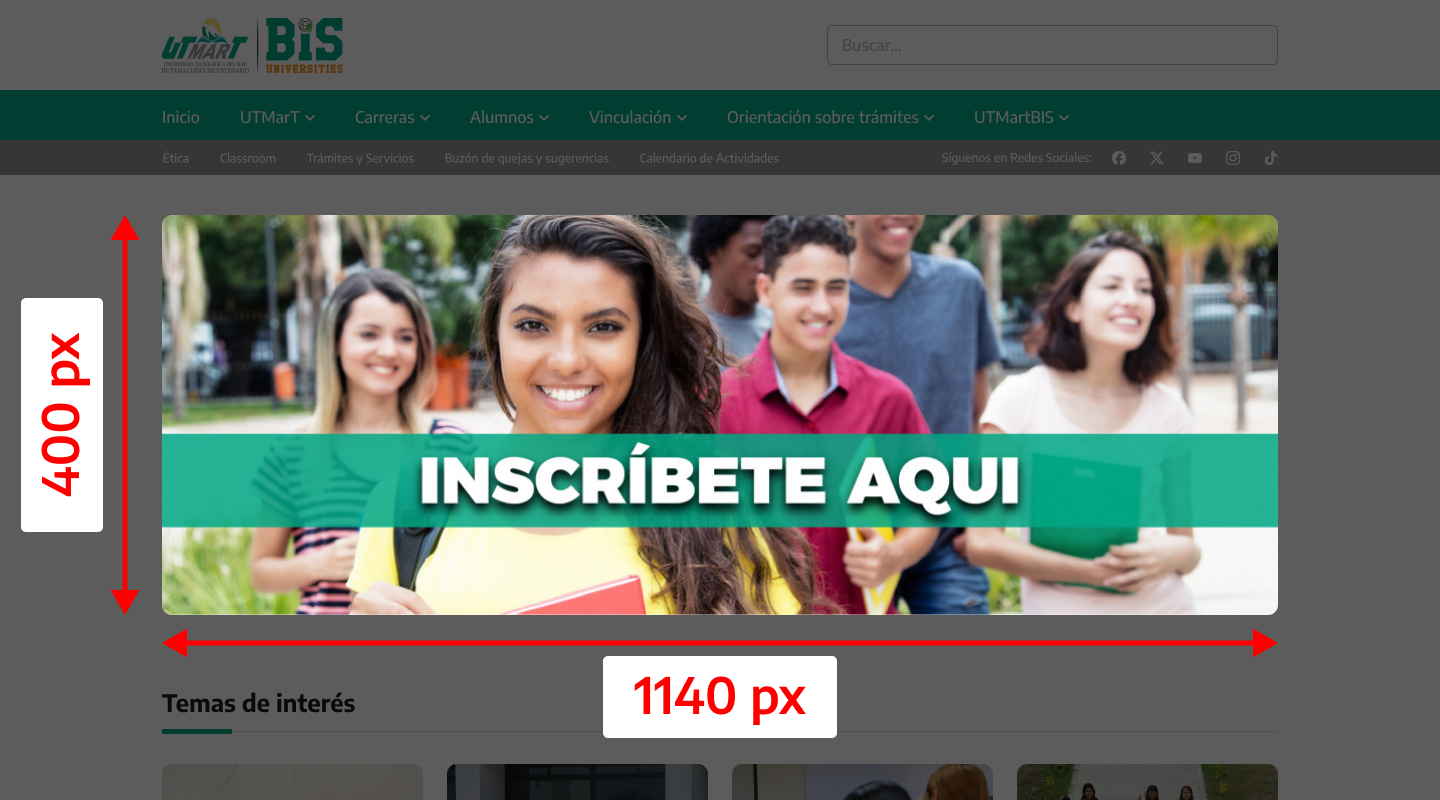 UTMART
UNIVERSIDAD TECNOLÓGICA DEL MAR
DE TAMAULIPAS BICENTENARIO
BiS
UNIVERSITIES
Buscar...
Inicio UTMarT Carreras Alumnos Vinculación Orientación sobre trámites UTMartBIS
Ética Classroom Trámites y Servicios Buzón de quejas y sugerencias Calendario de Actividades Síguenos en Redes Sociales:
400 px
INSCRÍBETE AQUI
1140 px
Temas de interés